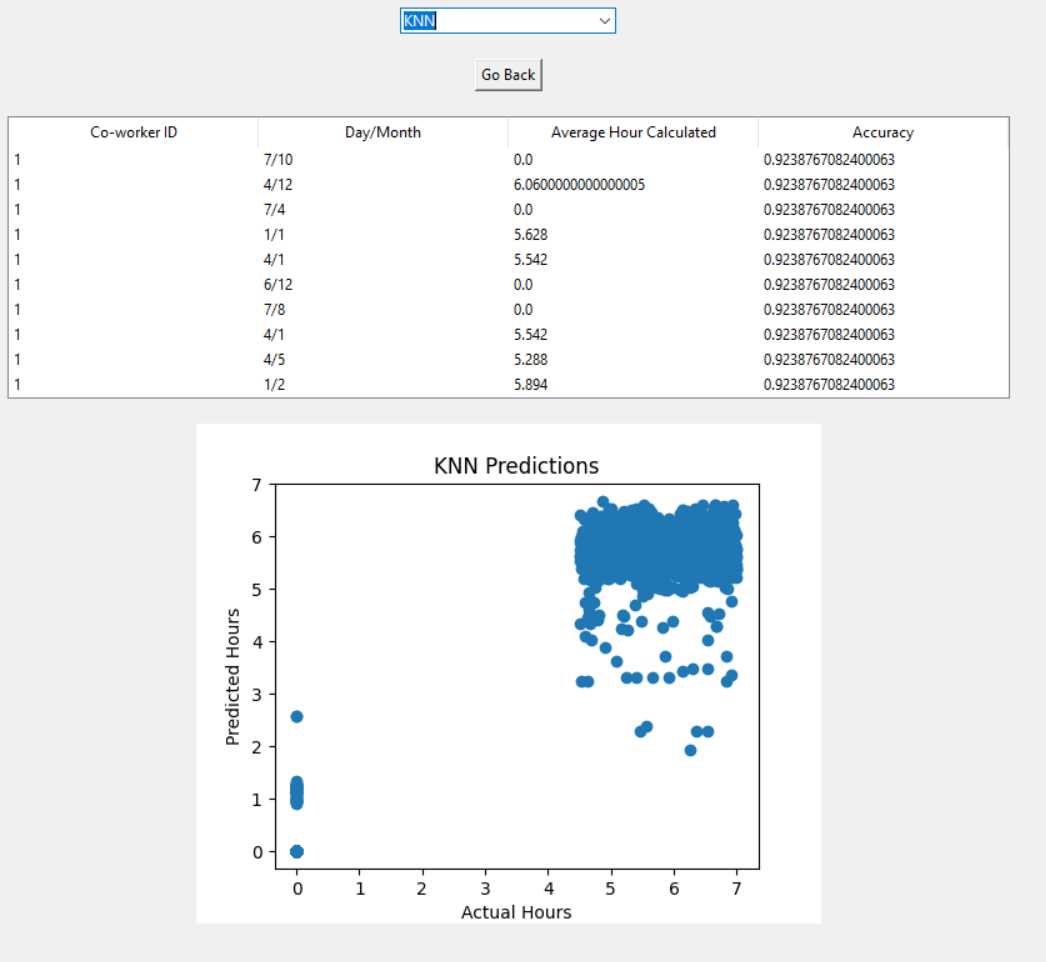 KNN
Go Back
Co-worker ID Day/Month Average Hour Calculated Accuracy
1 7/10 0.0 0.9238767082400063
1 4/12 6.0600000000000005 0.9238767082400063
1 7/4 0.0 0.9238767082400063
1 1/1 5.628 0.9238767082400063
1 4/1 5.542 0.9238767082400063
1 6/12 0.0 0.9238767082400063
1 7/8 0.0 0.9238767082400063
1 4/1 5.542 0.9238767082400063
1 4/5 5.288 0.9238767082400063
1 1/2 5.894 0.9238767082400063
KNN Predictions
7
6
5
4
3
2
1
0
Predicted Hours
0 1 2 3 4 5 6 7
Actual Hours